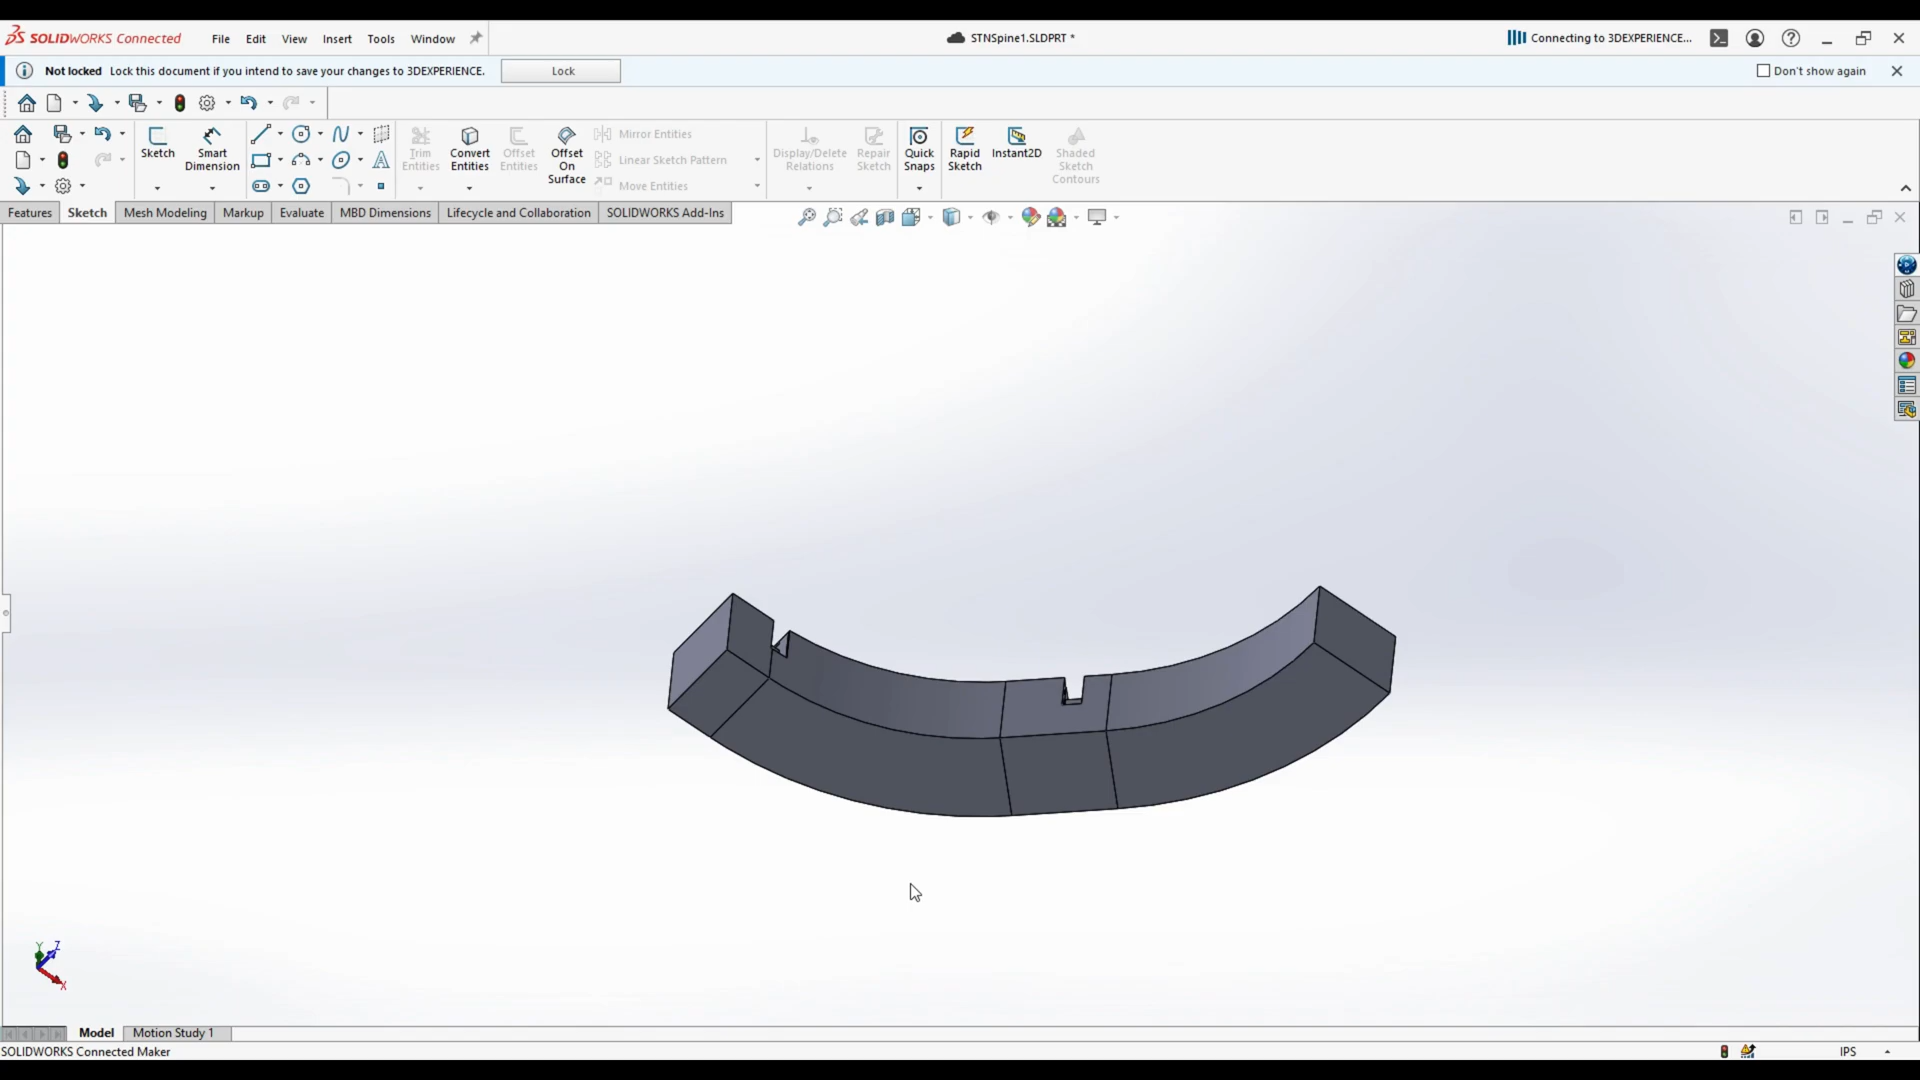 SOLIDWORKS Connected File Edit View Insert Tools Window STNSpine1.SLDPRT * Connecting to 3DEXPERIENCE...
Not locked Lock this document if you intend to save your changes to 3DEXPERIENCE. Lock Don't show again
Sketch Smart Dimension Trim Entities Convert Entities Offset Entities Offset On Surface Mirror Entities Linear Sketch Pattern Move Entities Display/Delete Relations Repair Sketch Quick Snaps Rapid Sketch Instant2D Shaded Sketch Contours
Features Sketch Mesh Modeling Markup Evaluate MBD Dimensions Lifecycle and Collaboration SOLIDWORKS Add-Ins
Y Z
X
Model Motion Study 1
SOLIDWORKS Connected Maker IPS